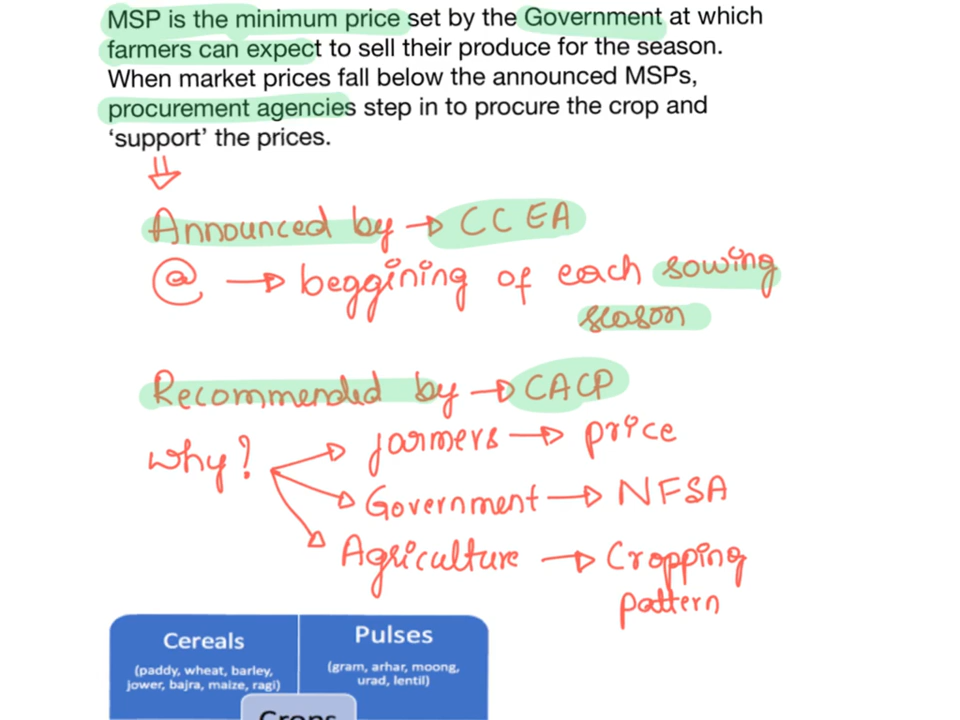 MSP is the minimum price set by the Government at which
farmers can expect to sell their produce for the season.
When market prices fall below the announced MSPs,
procurement agencies step in to procure the crop and
‘support’ the prices.
Announced by → CCEA
@ → beggining of each sowing
season
Recommended by → CACP
why? farmers → price
Government → NFSA
Agriculture → Cropping
pattern
Cereals
(paddy, wheat, barley,
jower, bajra, maize, ragi)
Pulses
(gram, arhar, moong,
urad, lentil)
Crops